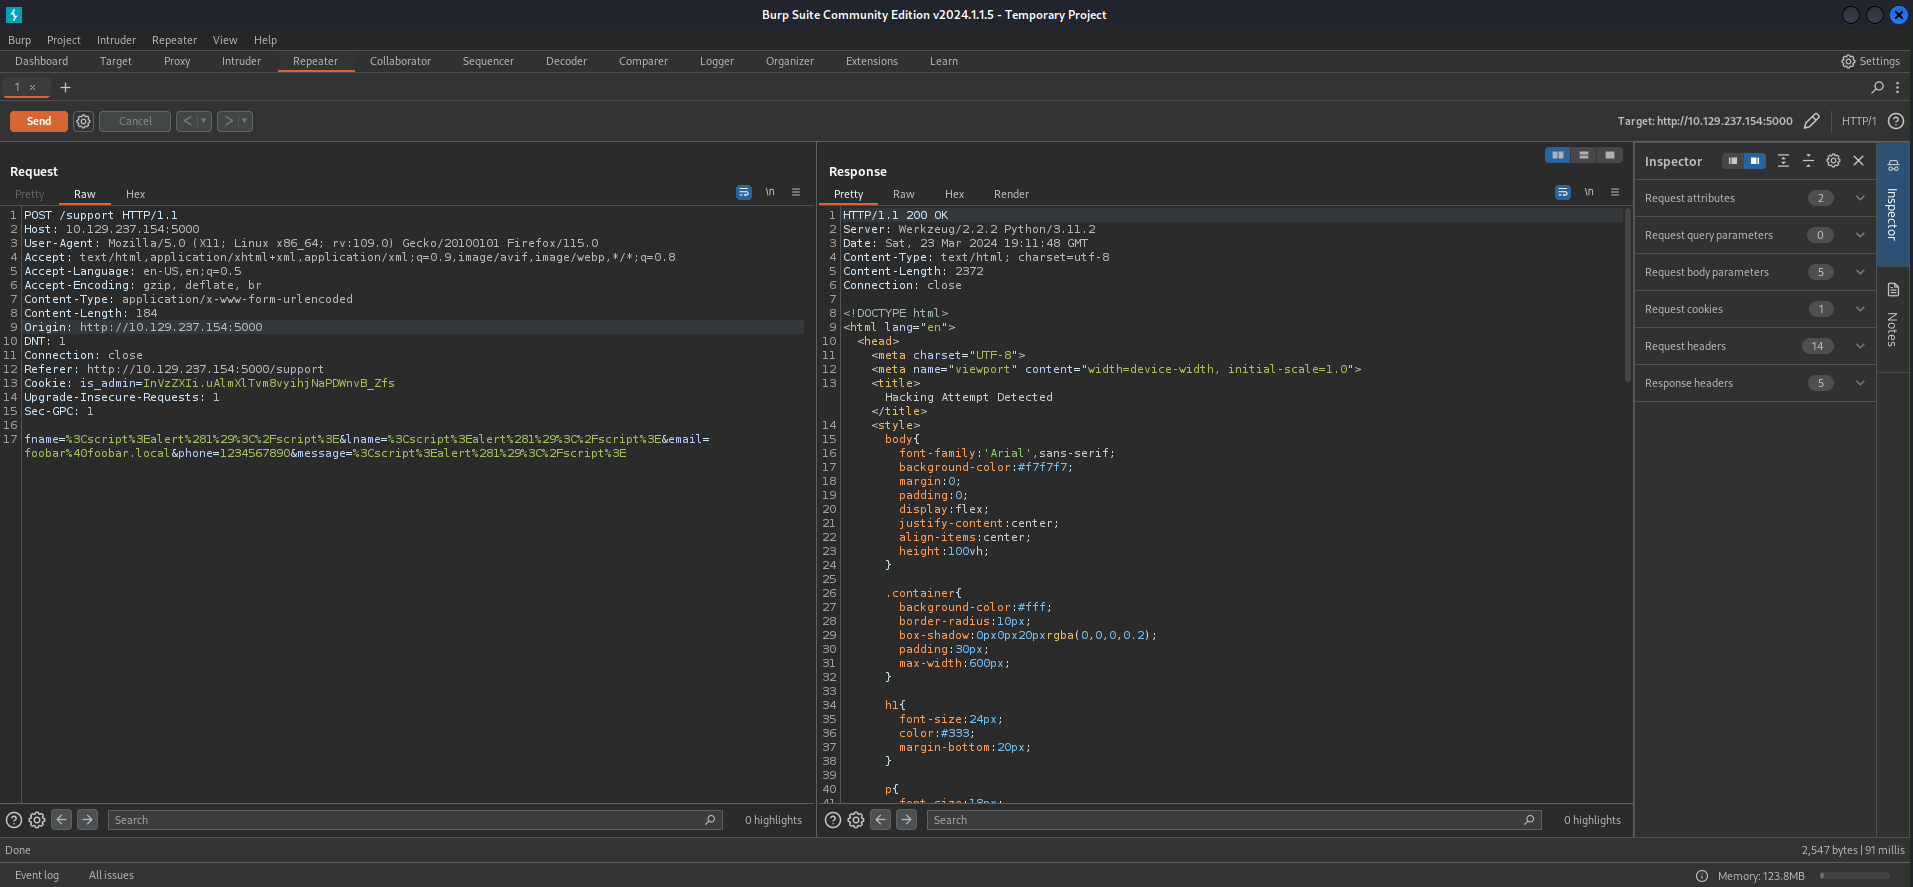 Burp Suite Community Edition v2024.1.1.5 - Temporary Project
Burp Project Intruder Repeater View Help
Dashboard Target Proxy Intruder Repeater Collaborator Sequencer Decoder Comparer Logger Organizer Extensions Learn Settings
1 × +
Send Cancel < > Target: http://10.129.237.154:5000 HTTP/1
Request
Pretty Raw Hex \n
1 POST /support HTTP/1.1
2 Host: 10.129.237.154:5000
3 User-Agent: Mozilla/5.0 (X11; Linux x86_64; rv:109.0) Gecko/20100101 Firefox/115.0
4 Accept: text/html,application/xhtml+xml,application/xml;q=0.9,image/avif,image/webp,*/*;q=0.8
5 Accept-Language: en-US,en;q=0.5
6 Accept-Encoding: gzip, deflate, br
7 Content-Type: application/x-www-form-urlencoded
8 Content-Length: 184
9 Origin: http://10.129.237.154:5000
10 DNT: 1
11 Connection: close
12 Referer: http://10.129.237.154:5000/support
13 Cookie: is_admin=InVzZXIi.uAlmXlTvm8vyihjNaPDWnvB_Zfs
14 Upgrade-Insecure-Requests: 1
15 Sec-GPC: 1
16
17 fname=%3Cscript%3Ealert%281%29%3C%2Fscript%3E&lname=%3Cscript%3Ealert%281%29%3C%2Fscript%3E&email=
foobar%40foobar.local&phone=1234567890&message=%3Cscript%3Ealert%281%29%3C%2Fscript%3E
Search 0 highlights
Response
Pretty Raw Hex Render \n
1 HTTP/1.1 200 OK
2 Server: Werkzeug/2.2.2 Python/3.11.2
3 Date: Sat, 23 Mar 2024 19:11:48 GMT
4 Content-Type: text/html; charset=utf-8
5 Content-Length: 2372
6 Connection: close
7
8 <!DOCTYPE html>
9 <html lang="en">
10 <head>
11 <meta charset="UTF-8">
12 <meta name="viewport" content="width=device-width, initial-scale=1.0">
13 <title>
Hacking Attempt Detected
</title>
14 <style>
15 body{
16 font-family:'Arial',sans-serif;
17 background-color:#f7f7f7;
18 margin:0;
19 padding:0;
20 display:flex;
21 justify-content:center;
22 align-items:center;
23 height:100vh;
24 }
25
26 .container{
27 background-color:#fff;
28 border-radius:10px;
29 box-shadow:0px0px20pxrgba(0,0,0,0.2);
30 padding:30px;
31 max-width:600px;
32 }
33
34 h1{
35 font-size:24px;
36 color:#333;
37 margin-bottom:20px;
38 }
39
40 p{
41 font-size:18px;
Search 0 highlights
Inspector
Request attributes 2
Request query parameters 0
Request body parameters 5
Request cookies 1
Request headers 14
Response headers 5
Inspector
Notes
Done 2,547 bytes | 91 millis
Event log All issues Memory: 123.8MB